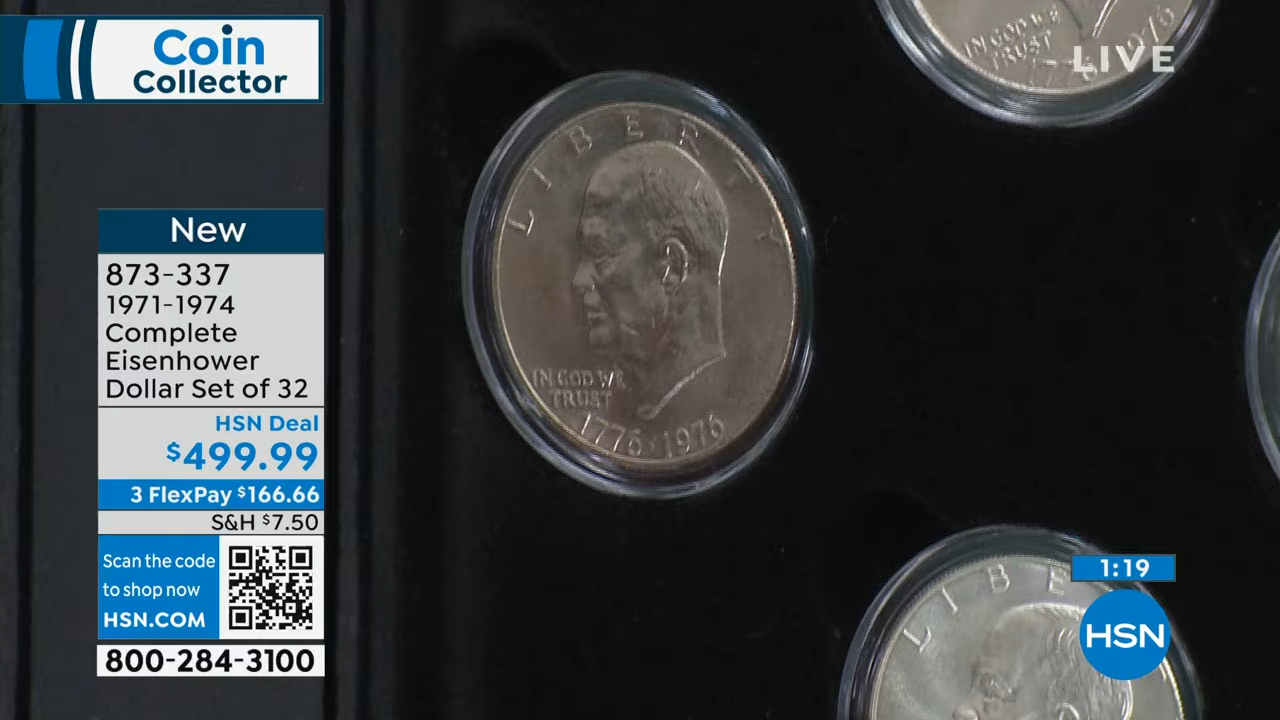 Coin
Collector
IN GOD WE
TRUST
1776
1976
LIVE
LIBERTY
IN GOD WE
TRUST
1776·1976
New
873-337
1971-1974
Complete
Eisenhower
Dollar Set of 32
HSN Deal
$499.99
3 FlexPay $166.66
S&H $7.50
Scan the code
to shop now
HSN.COM
800-284-3100
LIBE
1:19
HSN